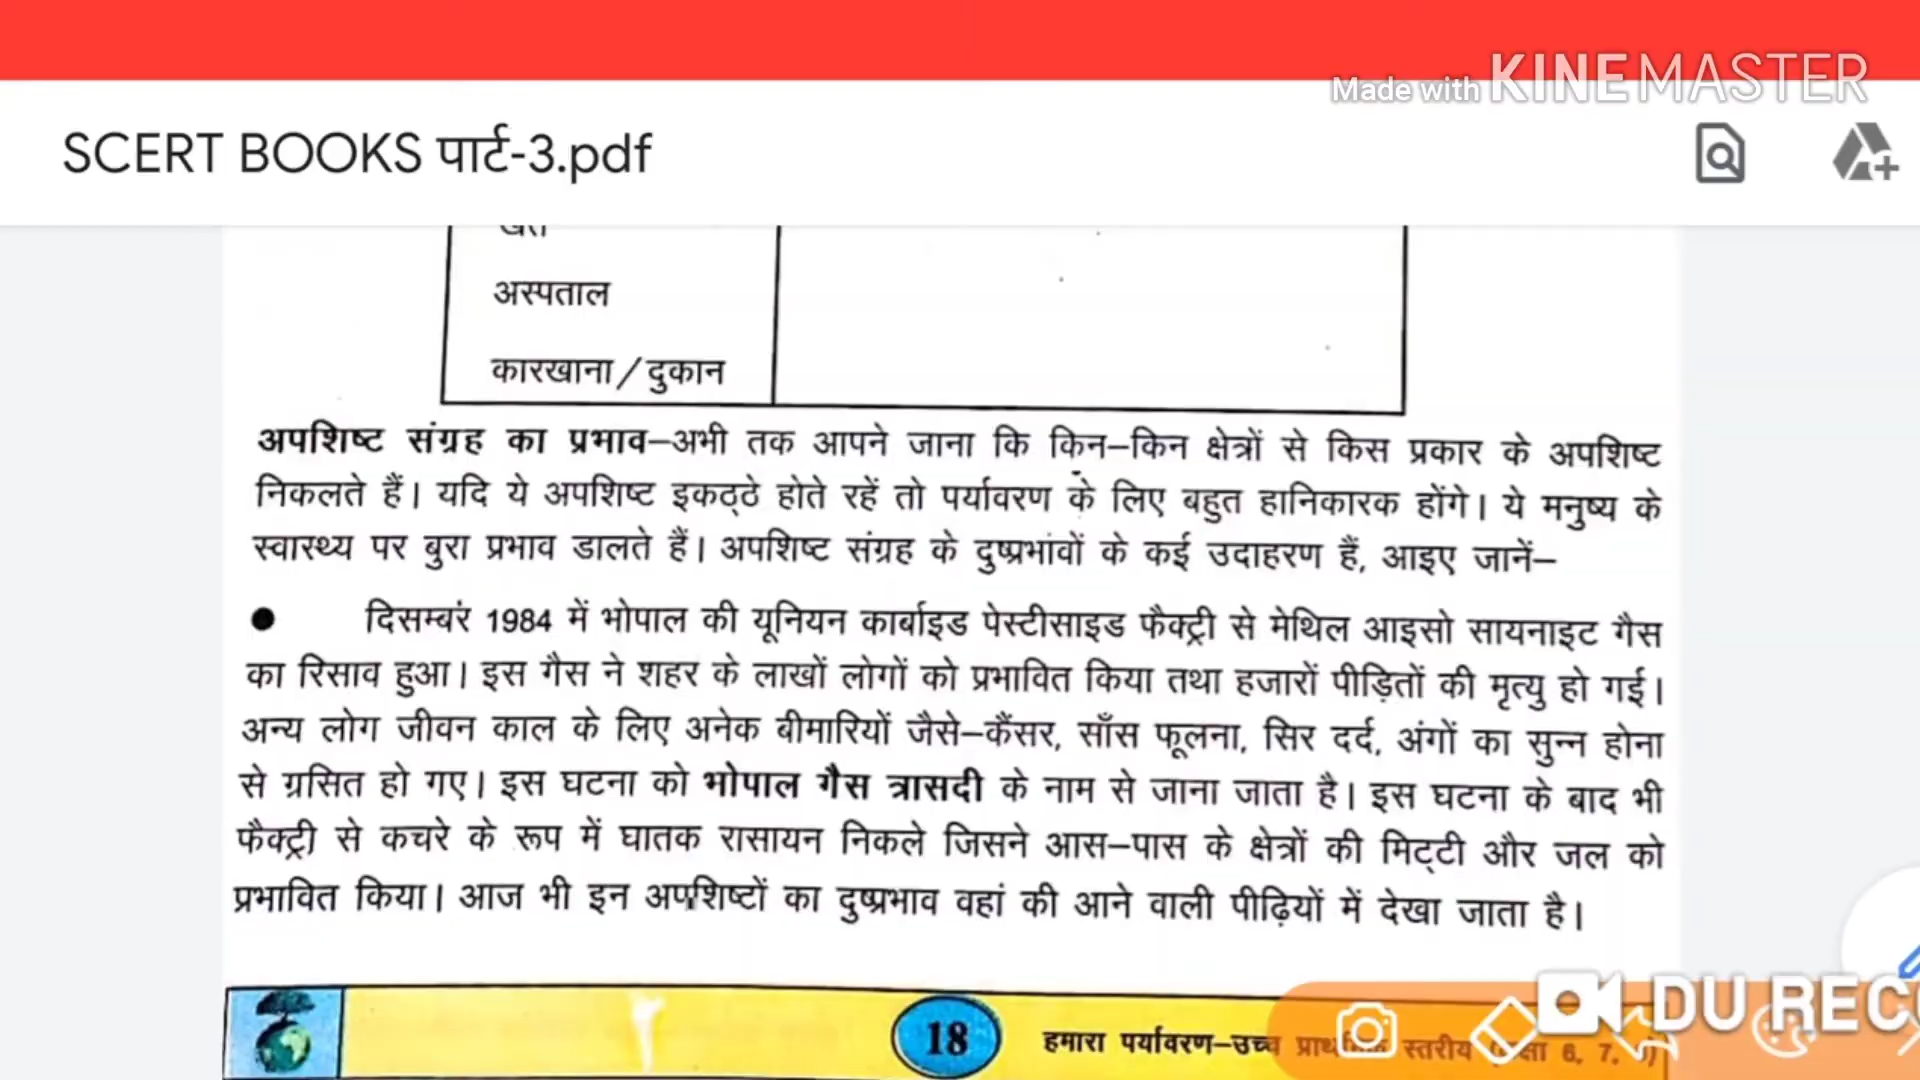 Made with KINEMASTER
SCERT BOOKS पार्ट-3.pdf
अस्पताल
कारखाना/दुकान
अपशिष्ट संग्रह का प्रभाव–अभी तक आपने जाना कि किन–किन क्षेत्रों से किस प्रकार के अपशिष्ट
निकलते हैं। यदि ये अपशिष्ट इकट्ठे होते रहें तो पर्यावरण के लिए बहुत हानिकारक होंगे। ये मनुष्य के
स्वास्थ्य पर बुरा प्रभाव डालते हैं। अपशिष्ट संग्रह के दुष्प्रभावों के कई उदाहरण हैं, आइए जानें–
● दिसम्बर 1984 में भोपाल की यूनियन कार्बाइड पेस्टीसाइड फैक्ट्री से मेथिल आइसो सायनाइट गैस
का रिसाव हुआ। इस गैस ने शहर के लाखों लोगों को प्रभावित किया तथा हजारों पीड़ितों की मृत्यु हो गई।
अन्य लोग जीवन काल के लिए अनेक बीमारियों जैसे–कैंसर, साँस फूलना, सिर दर्द, अंगों का सुन्न होना
से ग्रसित हो गए। इस घटना को भोपाल गैस त्रासदी के नाम से जाना जाता है। इस घटना के बाद भी
फैक्ट्री से कचरे के रूप में घातक रासायन निकले जिसने आस–पास के क्षेत्रों की मिट्टी और जल को
प्रभावित किया। आज भी इन अपशिष्टों का दुष्प्रभाव वहां की आने वाली पीढ़ियों में देखा जाता है।
18 हमारा पर्यावरण–उच्च प्राथमिक स्तरीय 6, 7,
DU REC